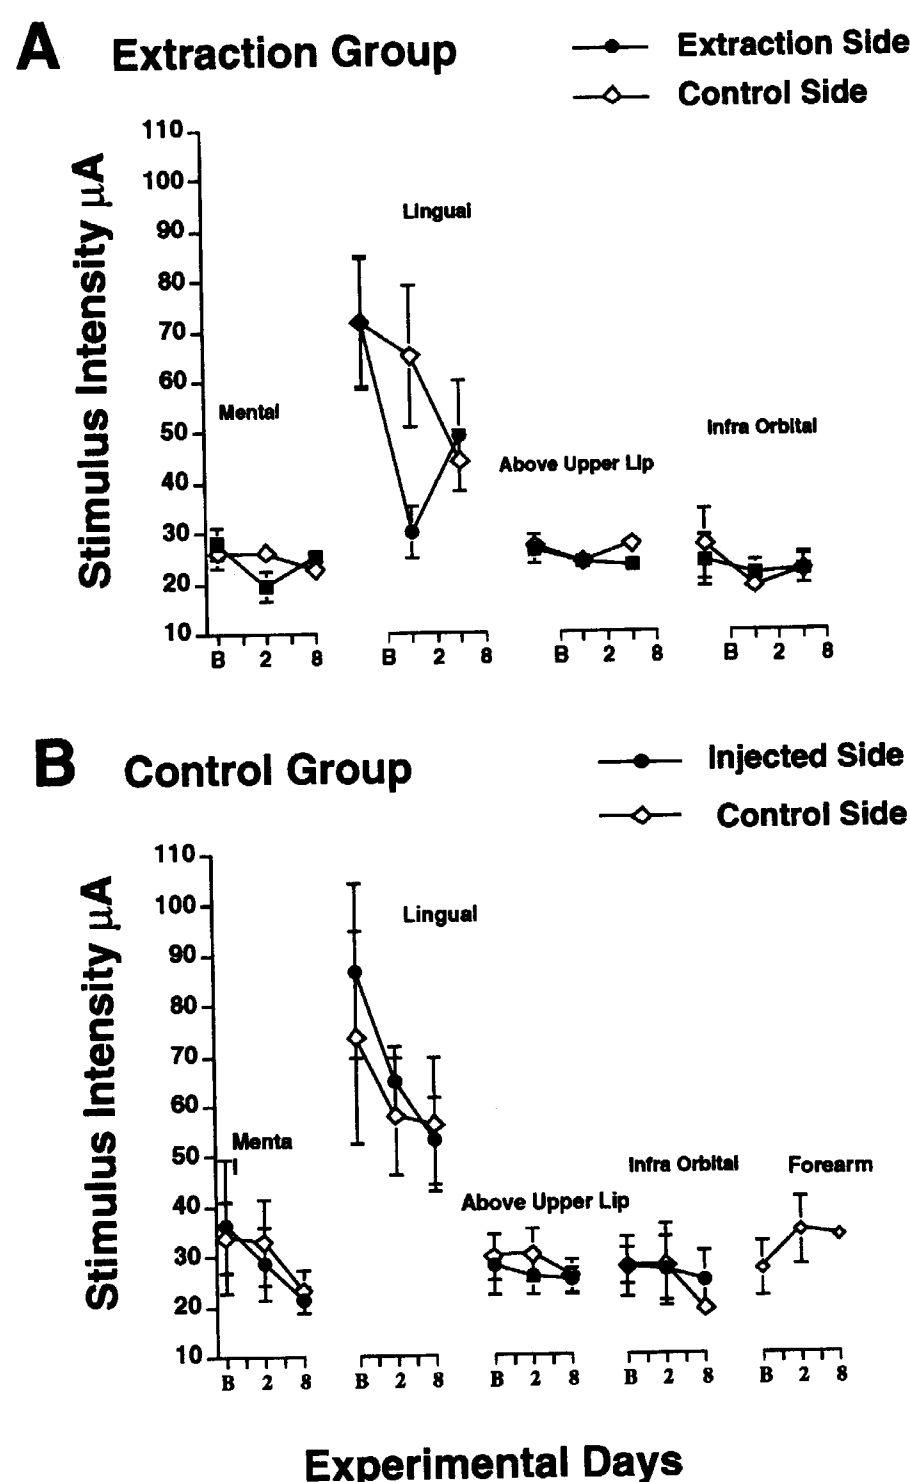 A Extraction Group
Extraction Side
Control Side
Stimulus Intensity µA
110
100
90
80
70
60
50
40
30
20
10
Mental
Lingual
Above Upper Lip
Infra Orbital
B 2 8 B 2 8 B 2 8 B 2 8
B Control Group
Injected Side
Control Side
Stimulus Intensity µA
110
100
90
80
70
60
50
40
30
20
10
Menta
l
Lingual
Above Upper Lip
Infra Orbital
Forearm
B 2 8 B 2 8 B 2 8 B 2 8 B 2 8
Experimental Days